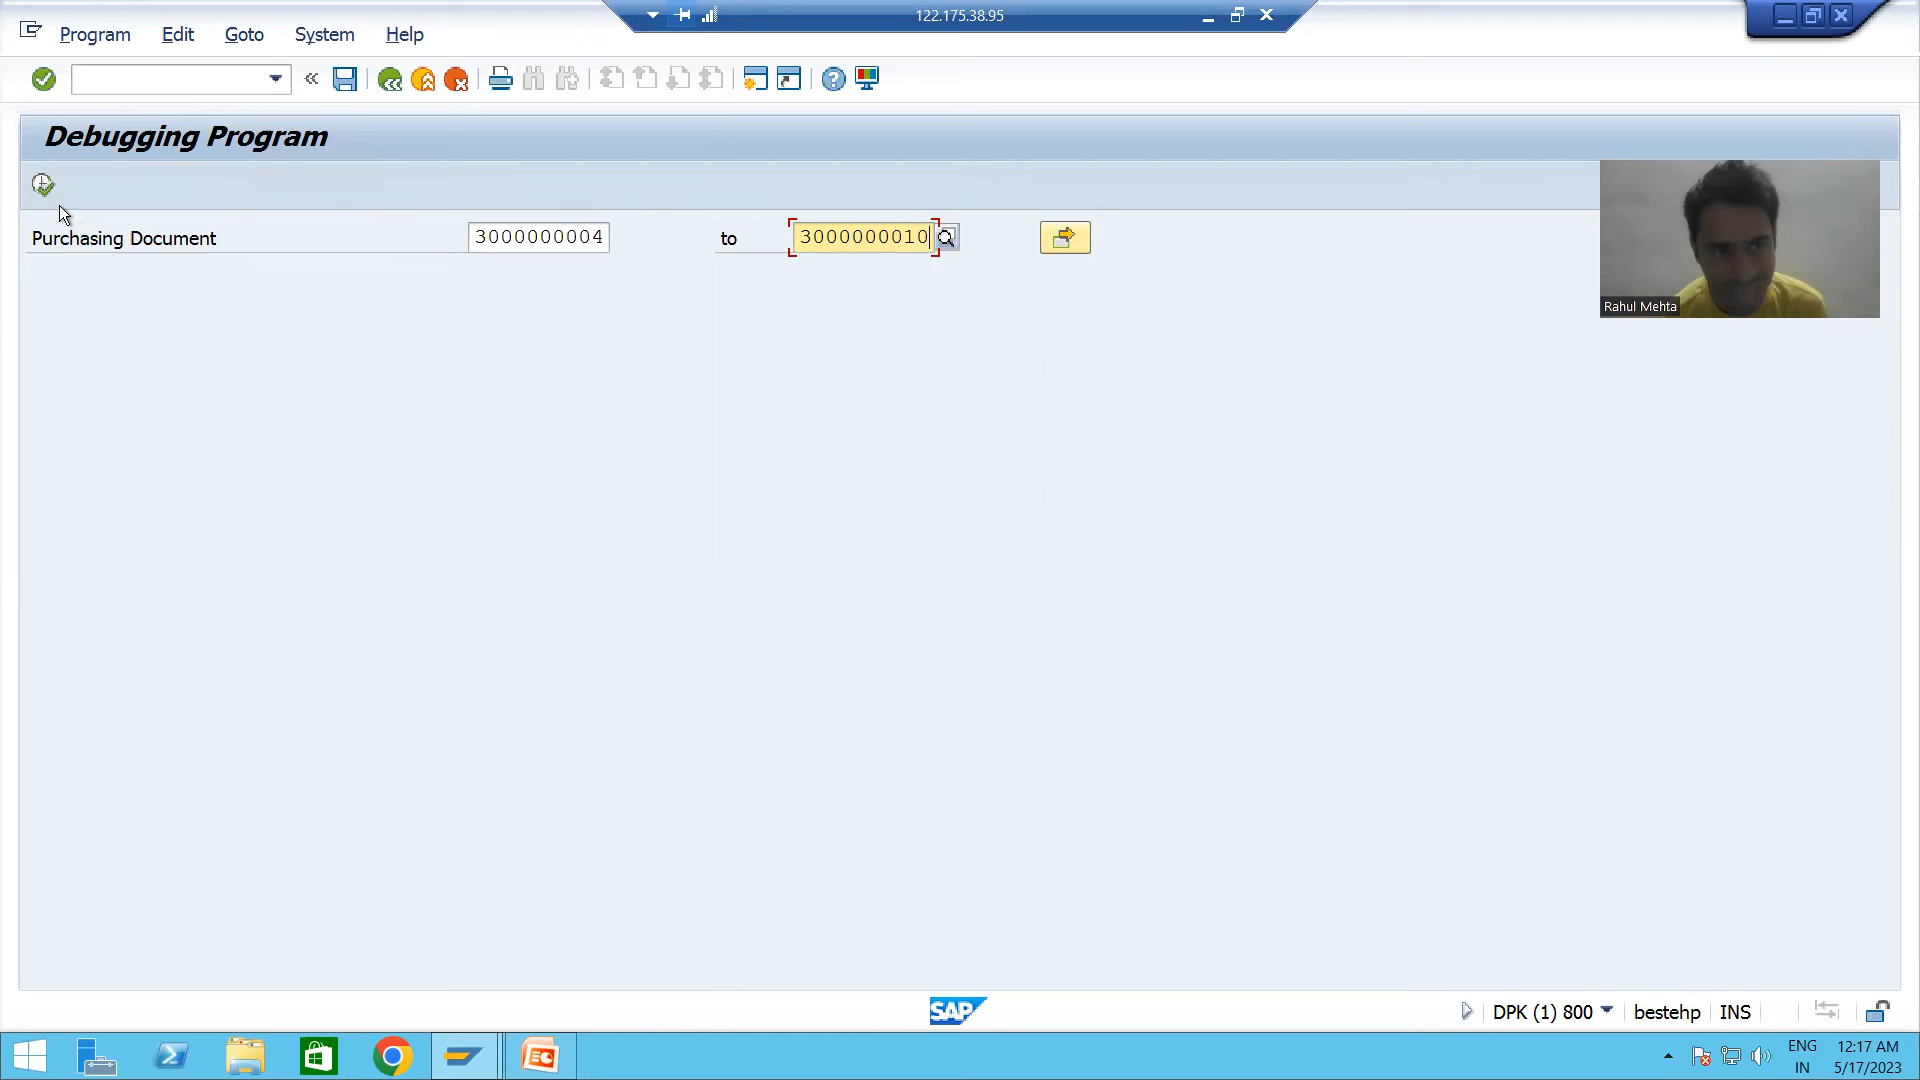 122.175.38.95
Program Edit Goto System Help
Debugging Program
Purchasing Document 3000000004 to 3000000010
Rahul Mehta
SAP
DPK (1) 800 bestehp INS
ENG 12:17 AM
IN 5/17/2023